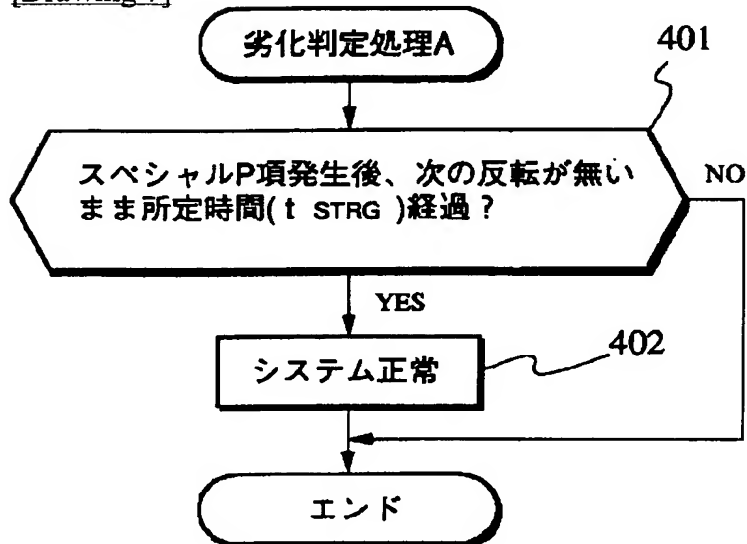 劣化判定処理A
401
スペシャルP項発生後、次の反転が無い
まま所定時間( t STRG )経過?
NO
YES
システム正常
402
エンド